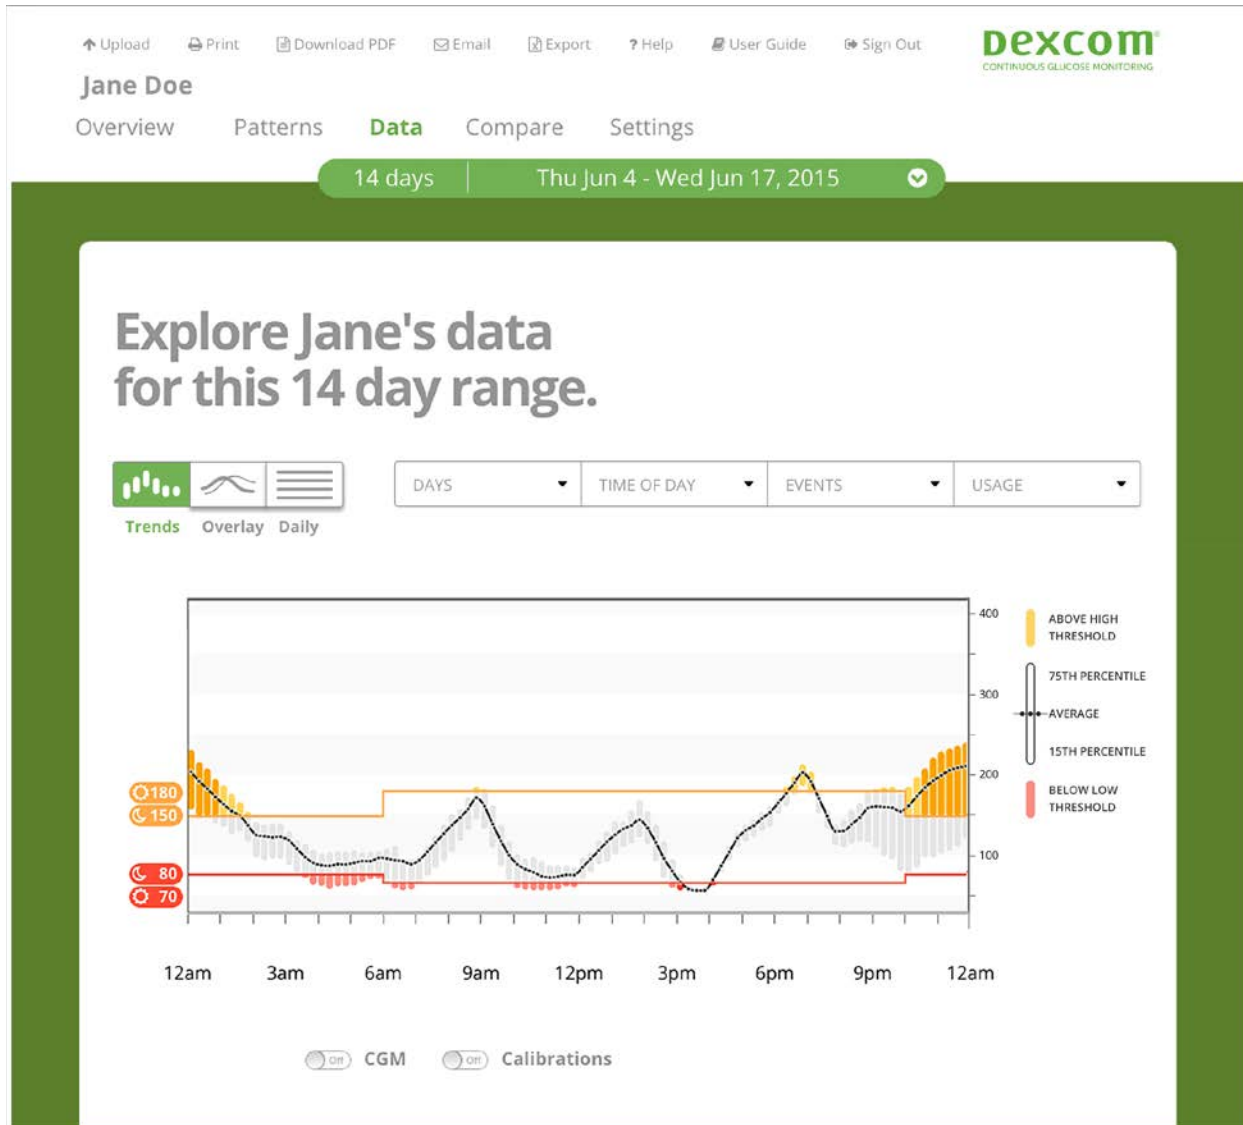 Upload Print Download PDF Email Export ? Help User Guide Sign Out
Dexcom
CONTINUOUS GLUCOSE MONITORING
Jane Doe
Overview Patterns Data Compare Settings
14 days Thu Jun 4 - Wed Jun 17, 2015
Explore Jane's data
for this 14 day range.
DAYS TIME OF DAY EVENTS USAGE
Trends Overlay Daily
400
300
200
100
180
150
80
70
ABOVE HIGH
THRESHOLD
75TH PERCENTILE
AVERAGE
15TH PERCENTILE
BELOW LOW
THRESHOLD
12am 3am 6am 9am 12pm 3pm 6pm 9pm 12am
Off CGM Off Calibrations